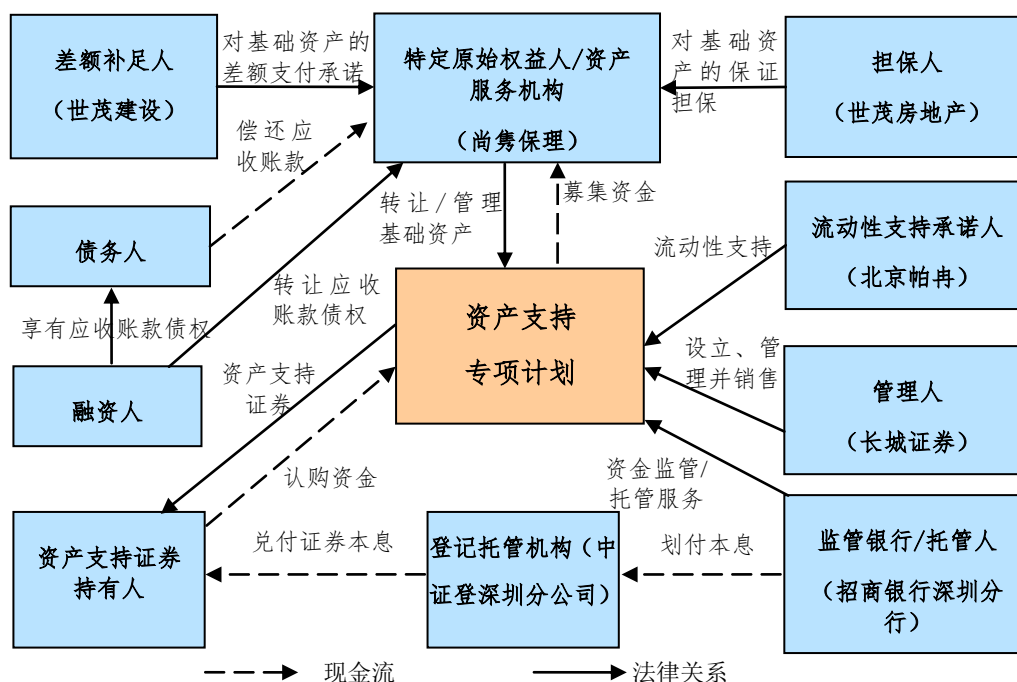 差额补足人
（世茂建设）
对基础资产的
差额支付承诺
特定原始权益人/资产
服务机构
（尚隽保理）
对基础资
产的保证
担保
担保人
（世茂房地产）
偿还应
收账款
债务人
转让/管理
基础资产
募集资金
流动性支持
流动性支持承诺人
（北京帕冉）
享有应收账款债权
转让应收
账款债权
资产支持
专项计划
设立、管
理并销售
融资人
资产支持
证券
管理人
（长城证券）
认购资金
资金监管/
托管服务
资产支持证券
持有人
兑付证券本息
登记托管机构（中
证登深圳分公司）
划付本息
监管银行/托管人
（招商银行深圳分
行）
现金流
法律关系